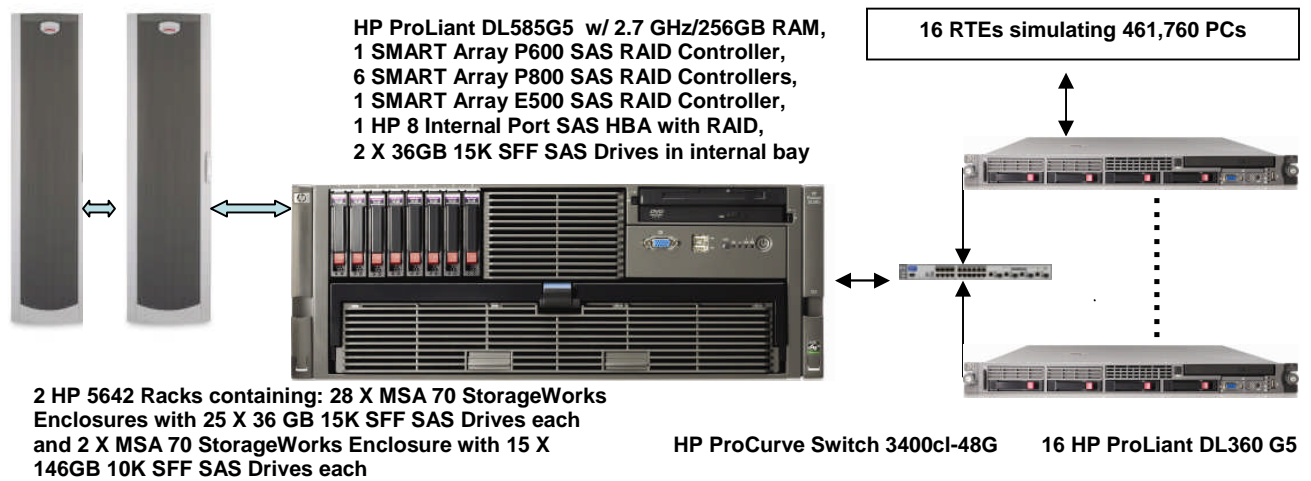 HP ProLiant DL585G5 w/ 2.7 GHz/256GB RAM,
1 SMART Array P600 SAS RAID Controller,
6 SMART Array P800 SAS RAID Controllers,
1 SMART Array E500 SAS RAID Controller,
1 HP 8 Internal Port SAS HBA with RAID,
2 X 36GB 15K SFF SAS Drives in internal bay
16 RTEs simulating 461,760 PCs
2 HP 5642 Racks containing: 28 X MSA 70 StorageWorks
Enclosures with 25 X 36 GB 15K SFF SAS Drives each
and 2 X MSA 70 StorageWorks Enclosure with 15 X
146GB 10K SFF SAS Drives each
HP ProCurve Switch 3400cl-48G
16 HP ProLiant DL360 G5